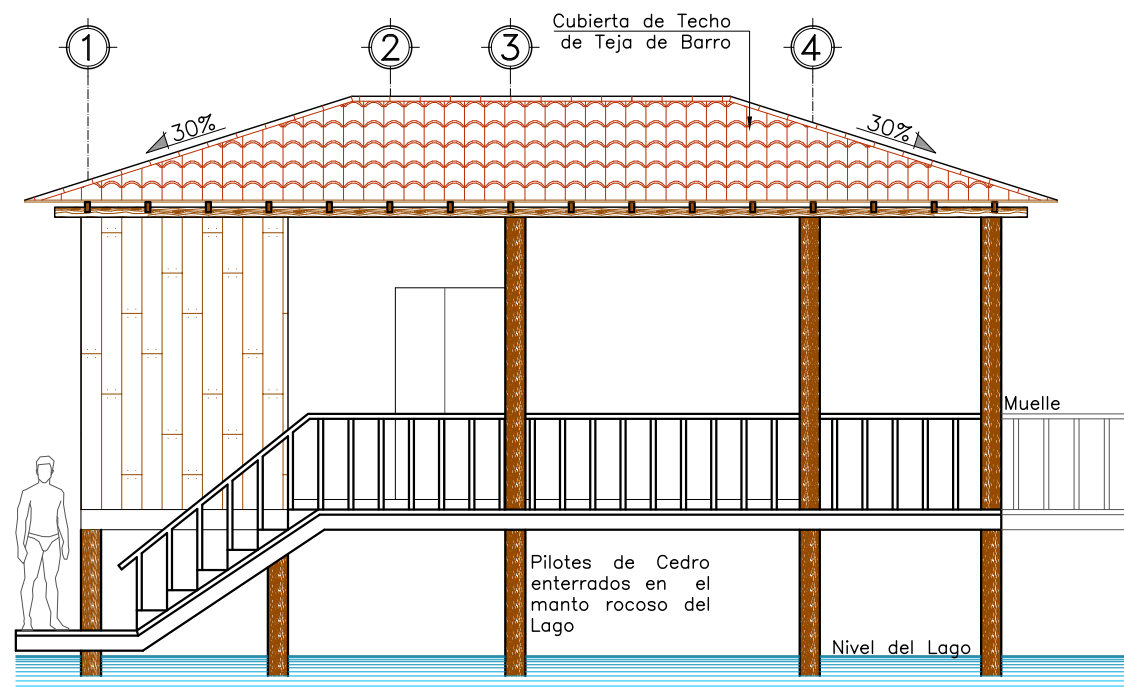 1
2
3
4
Cubierta de Techo
de Teja de Barro
30%
30%
Muelle
Pilotes de Cedro
enterrados en el
manto rocoso del
Lago
Nivel del Lago